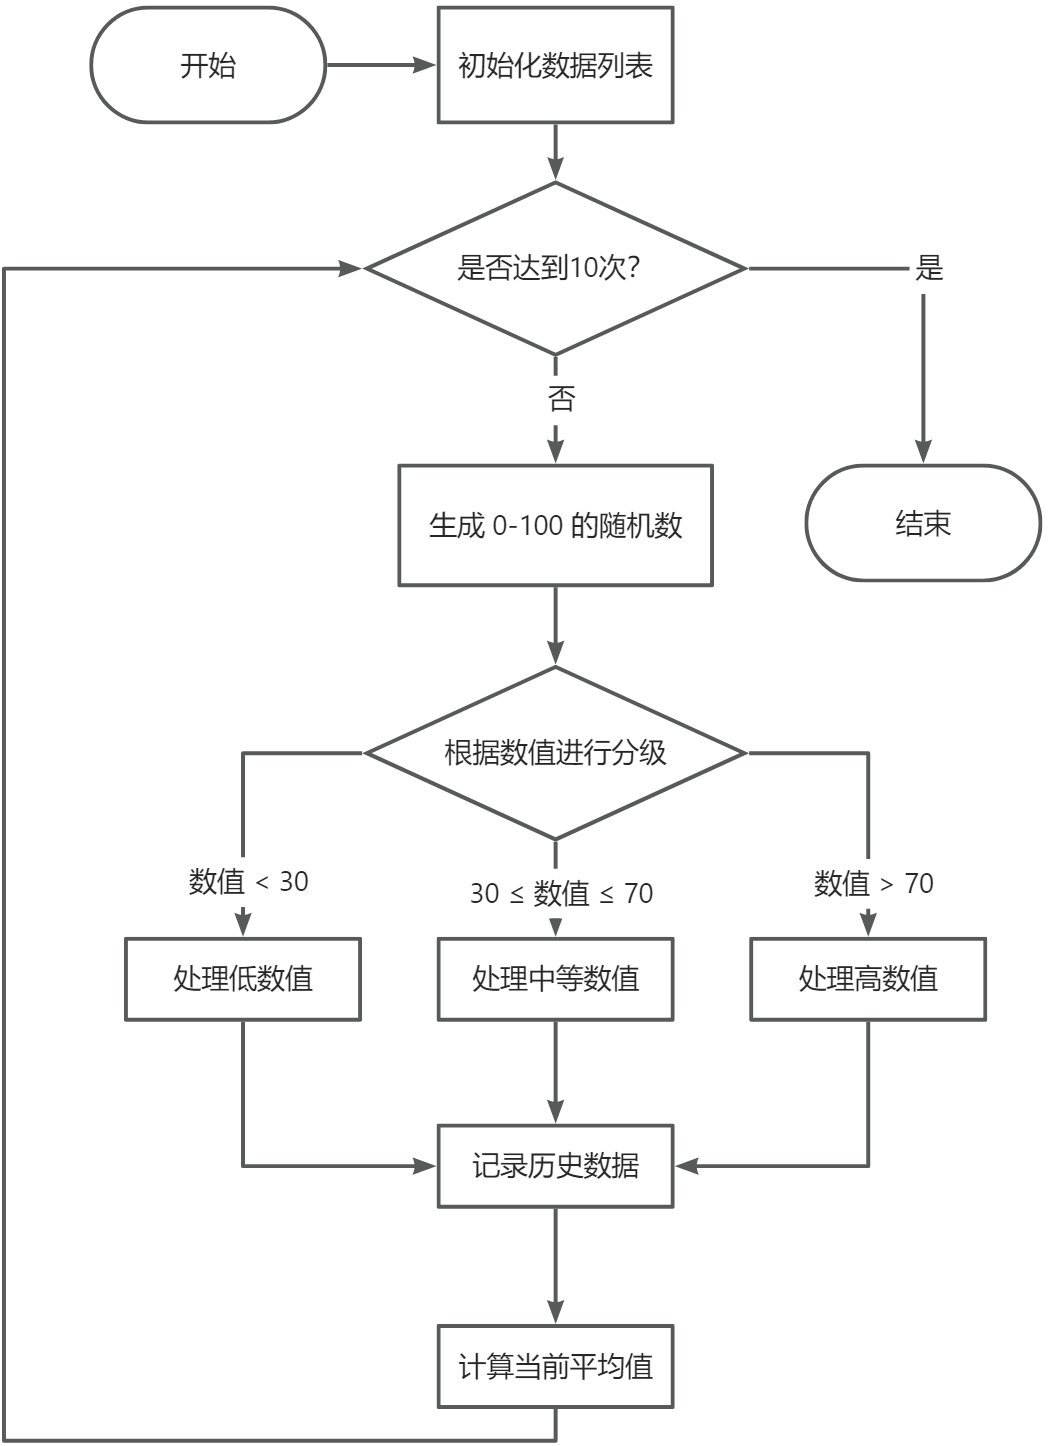 开始
初始化数据列表
是否达到10次?
是
否
生成 0-100 的随机数
结束
根据数值进行分级
数值 < 30
30 ≤ 数值 ≤ 70
数值 > 70
处理低数值
处理中等数值
处理高数值
记录历史数据
计算当前平均值